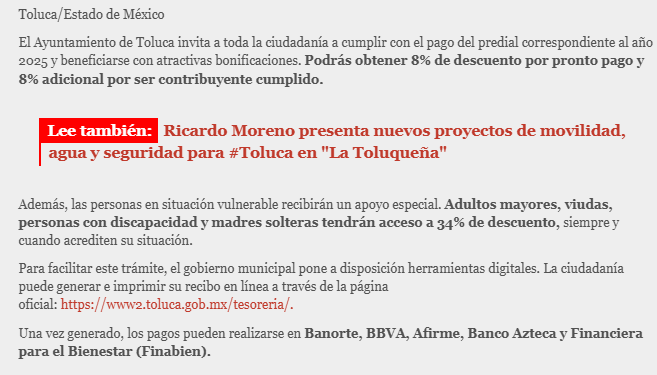 Toluca/Estado de México
El Ayuntamiento de Toluca invita a toda la ciudadanía a cumplir con el pago del predial correspondiente al año
2025 y beneficiarse con atractivas bonificaciones. Podrás obtener 8% de descuento por pronto pago y
8% adicional por ser contribuyente cumplido.
Lee también: Ricardo Moreno presenta nuevos proyectos de movilidad,
agua y seguridad para #Toluca en "La Toluqueña"
Además, las personas en situación vulnerable recibirán un apoyo especial. Adultos mayores, viudas,
personas con discapacidad y madres solteras tendrán acceso a 34% de descuento, siempre y
cuando acrediten su situación.
Para facilitar este trámite, el gobierno municipal pone a disposición herramientas digitales. La ciudadanía
puede generar e imprimir su recibo en línea a través de la página
oficial: https://www2.toluca.gob.mx/tesoreria/.
Una vez generado, los pagos pueden realizarse en Banorte, BBVA, Afirme, Banco Azteca y Financiera
para el Bienestar (Finabien).